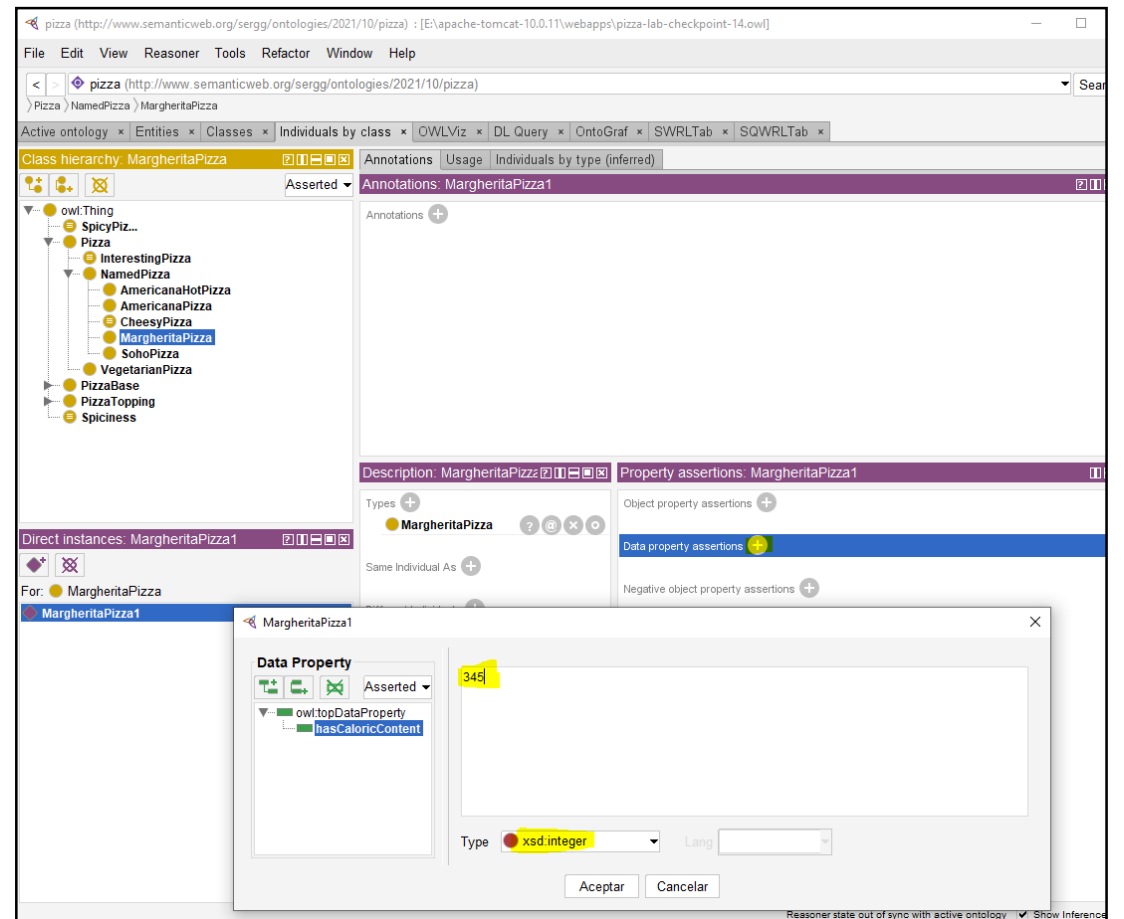 pizza (http://www.semanticweb.org/sergg/ontologies/2021/10/pizza) : [E:\apache-tomcat-10.0.11\webapps\pizza-lab-checkpoint-14.owl]
File Edit View Reasoner Tools Refactor Window Help
< > pizza (http://www.semanticweb.org/sergg/ontologies/2021/10/pizza) Sear
Pizza NamedPizza MargheritaPizza
Active ontology × Entities × Classes × Individuals by class × OWLViz × DL Query × OntoGraf × SWRLTab × SQWRLTab ×
Class hierarchy: MargheritaPizza
Asserted
owl:Thing
SpicyPiz...
Pizza
InterestingPizza
NamedPizza
AmericanaHotPizza
AmericanaPizza
CheesyPizza
MargheritaPizza
SohoPizza
VegetarianPizza
PizzaBase
PizzaTopping
Spiciness
Annotations Usage Individuals by type (inferred)
Annotations: MargheritaPizza1
Annotations
Description: MargheritaPizza
Types
MargheritaPizza
Same Individual As
Property assertions: MargheritaPizza1
Object property assertions
Data property assertions
Negative object property assertions
Direct instances: MargheritaPizza1
For: MargheritaPizza
MargheritaPizza1
MargheritaPizza1
Data Property
Asserted
owl:topDataProperty
hasCaloricContent
345
Type xsd:integer Lang
Aceptar Cancelar
Reasoner state out of sync with active ontology Show Inference